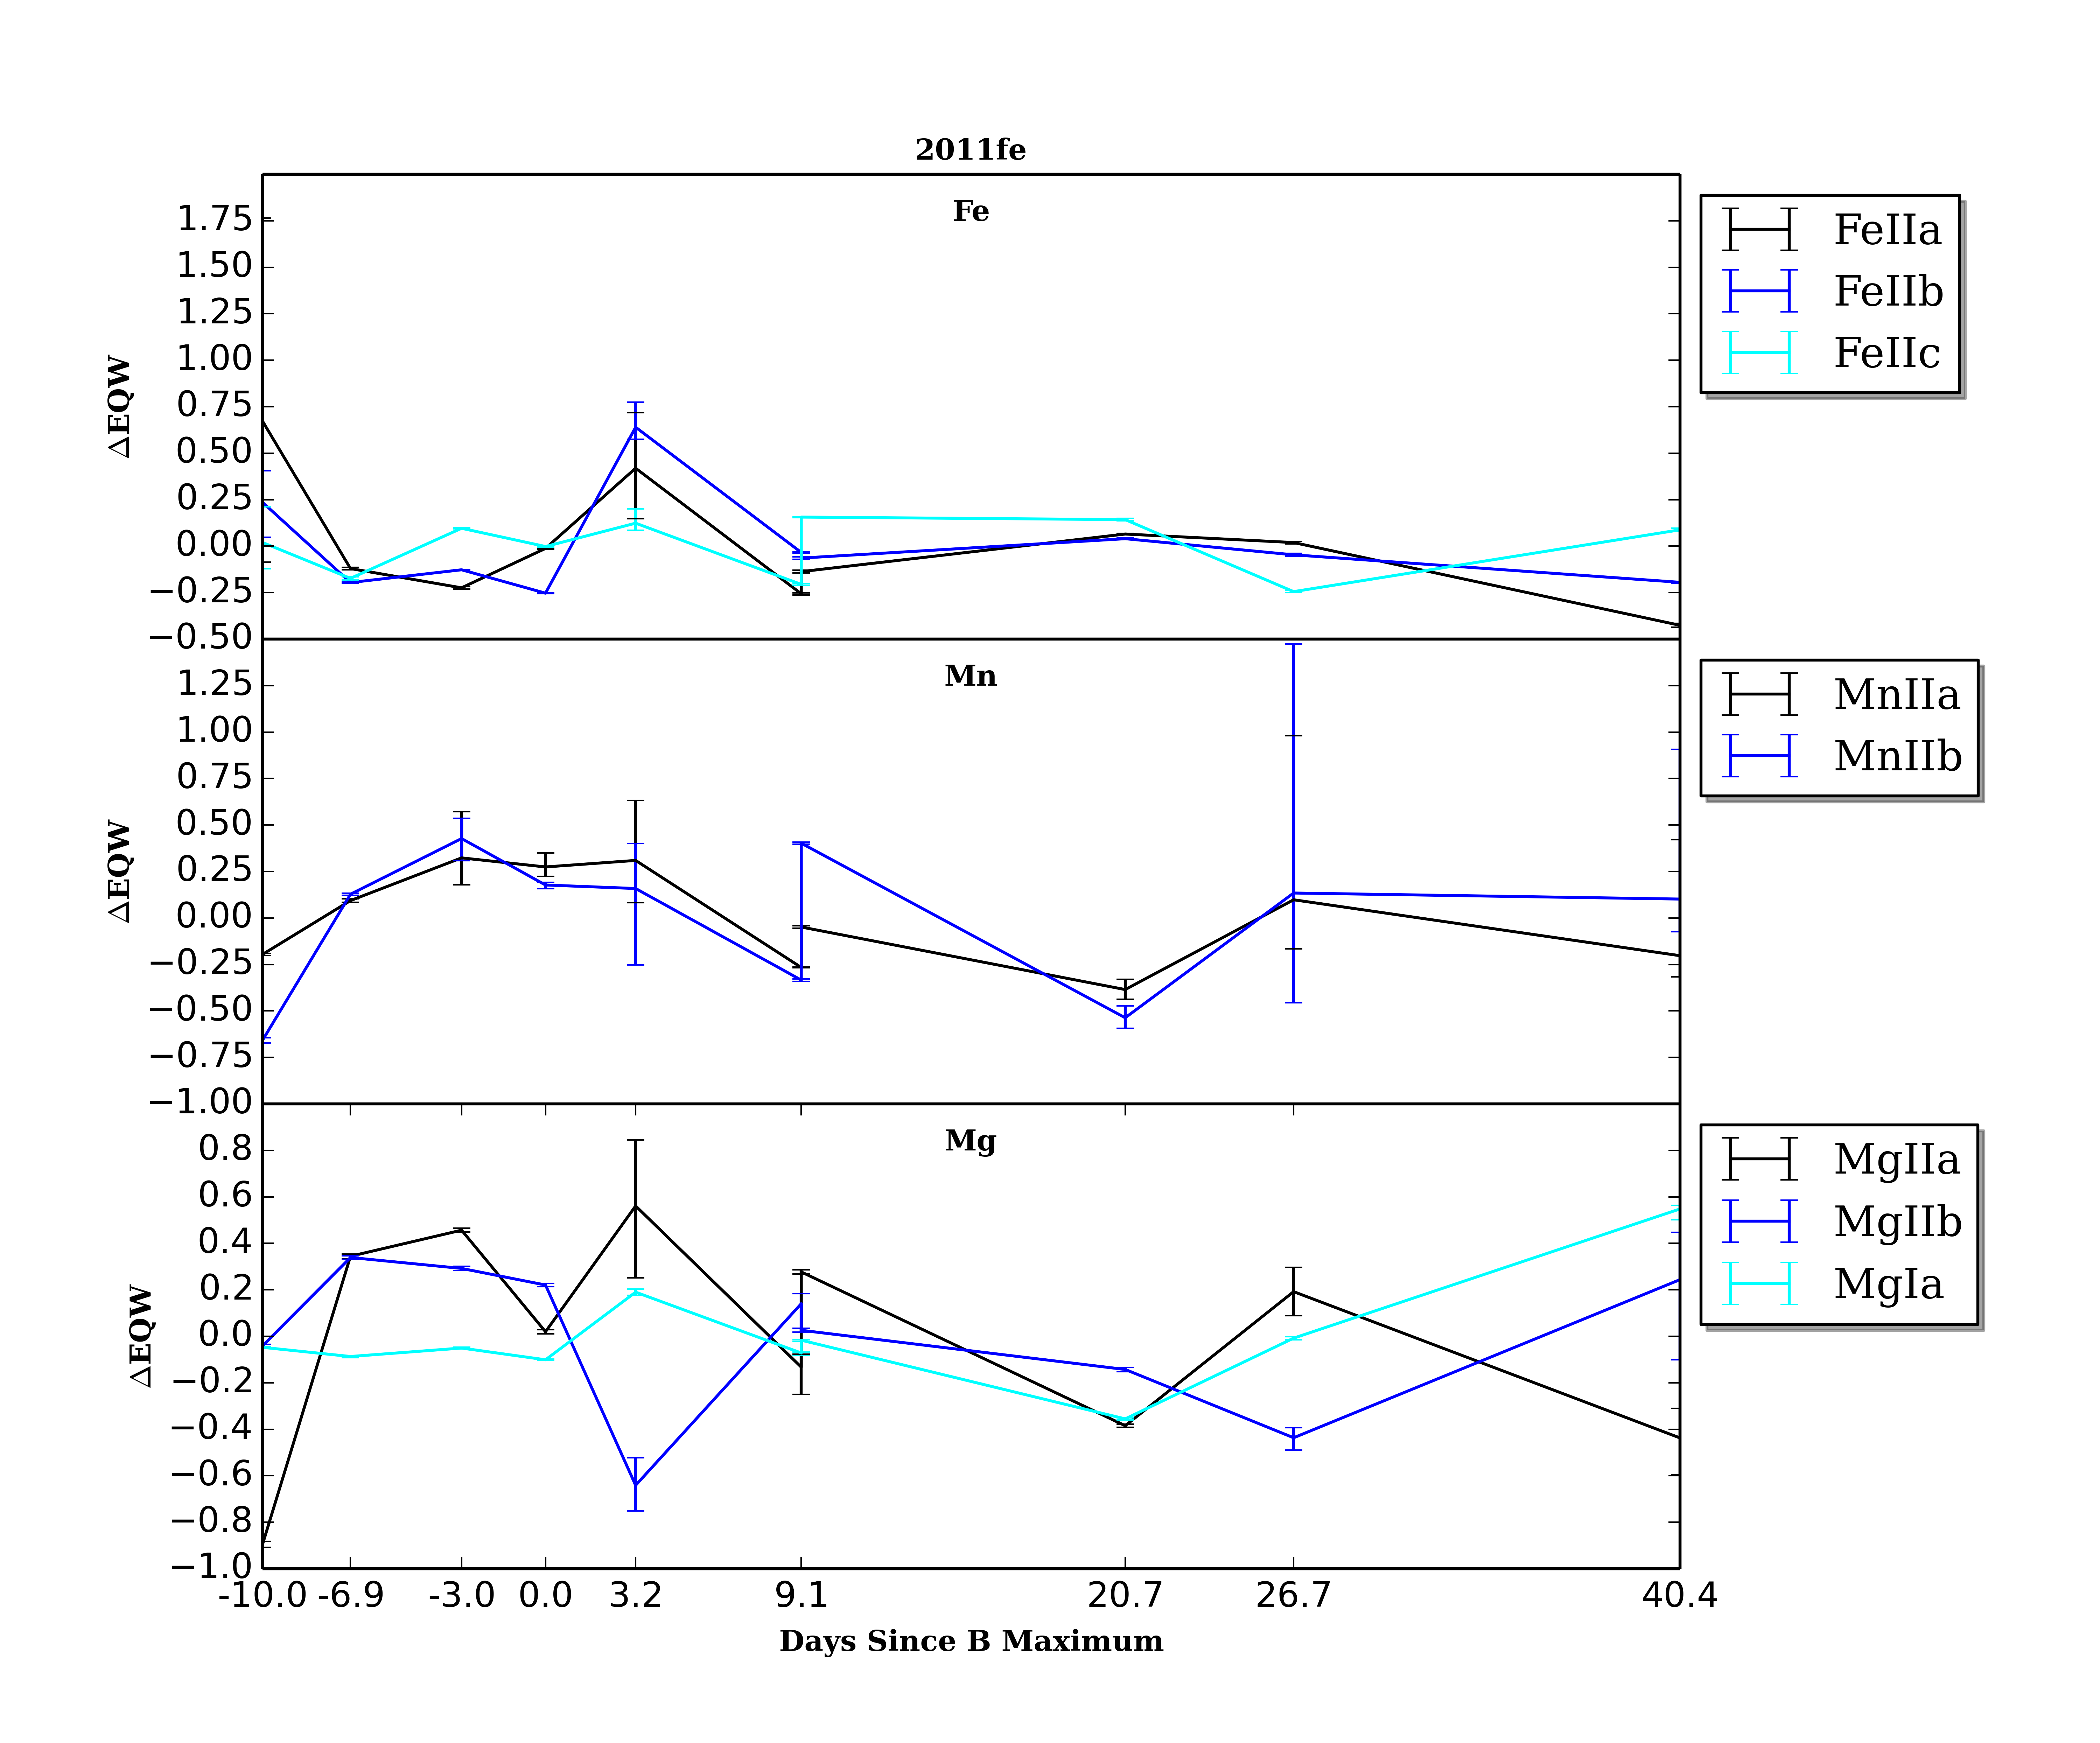 2011fe
Fe
1.75
1.50
1.25
1.00
0.75
0.50
0.25
0.00
−0.25
−0.50
△EQW
FeIIa
FeIIb
FeIIc
Mn
1.25
1.00
0.75
0.50
0.25
0.00
−0.25
−0.50
−0.75
−1.00
△EQW
MnIIa
MnIIb
Mg
0.8
0.6
0.4
0.2
0.0
−0.2
−0.4
−0.6
−0.8
−1.0
△EQW
MgIIa
MgIIb
MgIa
-10.0 -6.9 -3.0 0.0 3.2 9.1 20.7 26.7 40.4
Days Since B Maximum